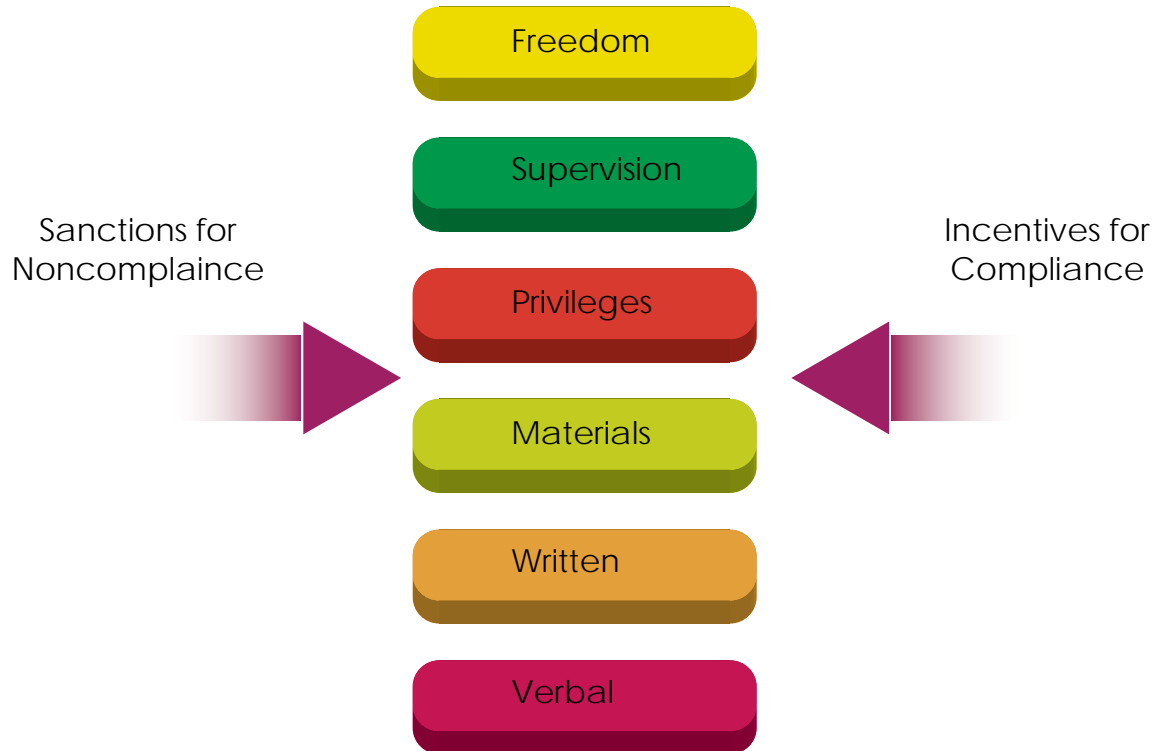 Freedom
Supervision
Sanctions for
Noncomplaince
Incentives for
Compliance
Privileges
Materials
Written
Verbal